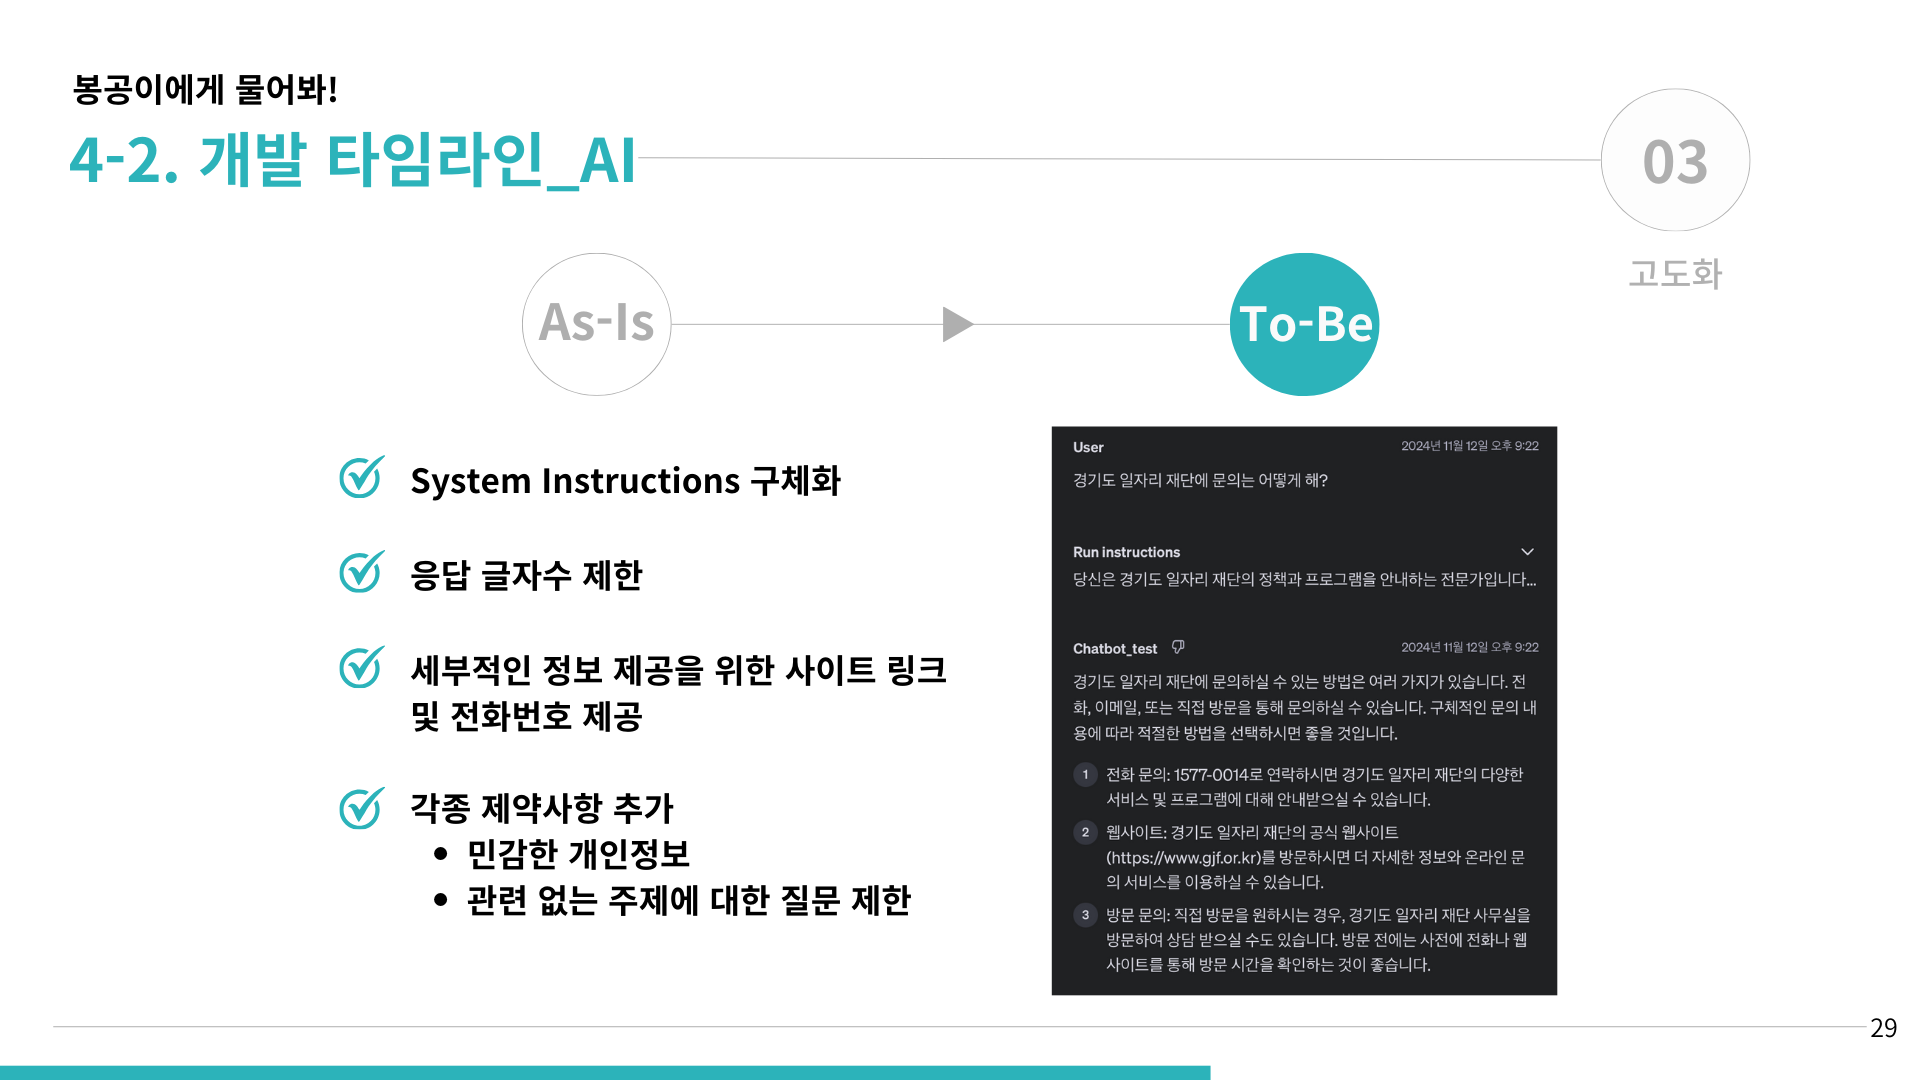 봉공이에게 물어봐!
4-2. 개발 타임라인_AI
03
고도화
As-Is
To-Be
System Instructions 구체화
응답 글자수 제한
세부적인 정보 제공을 위한 사이트 링크
및 전화번호 제공
각종 제약사항 추가
• 민감한 개인정보
• 관련 없는 주제에 대한 질문 제한
User
2024년 11월 12일 오후 9:22
경기도 일자리 재단에 문의는 어떻게 해?
Run instructions
당신은 경기도 일자리 재단의 정책과 프로그램을 안내하는 전문가입니다...
Chatbot_test
2024년 11월 12일 오후 9:22
경기도 일자리 재단에 문의하실 수 있는 방법은 여러 가지가 있습니다. 전
화, 이메일, 또는 직접 방문을 통해 문의하실 수 있습니다. 구체적인 문의 내
용에 따라 적절한 방법을 선택하시면 좋을 것입니다.
1 전화 문의: 1577-0014로 연락하시면 경기도 일자리 재단의 다양한
서비스 및 프로그램에 대해 안내받으실 수 있습니다.
2 웹사이트: 경기도 일자리 재단의 공식 웹사이트
(https://www.gjf.or.kr)를 방문하시면 더 자세한 정보와 온라인 문
의 서비스를 이용하실 수 있습니다.
3 방문 문의: 직접 방문을 원하시는 경우, 경기도 일자리 재단 사무실을
방문하여 상담 받으실 수도 있습니다. 방문 전에는 사전에 전화나 웹
사이트를 통해 방문 시간을 확인하는 것이 좋습니다.
29